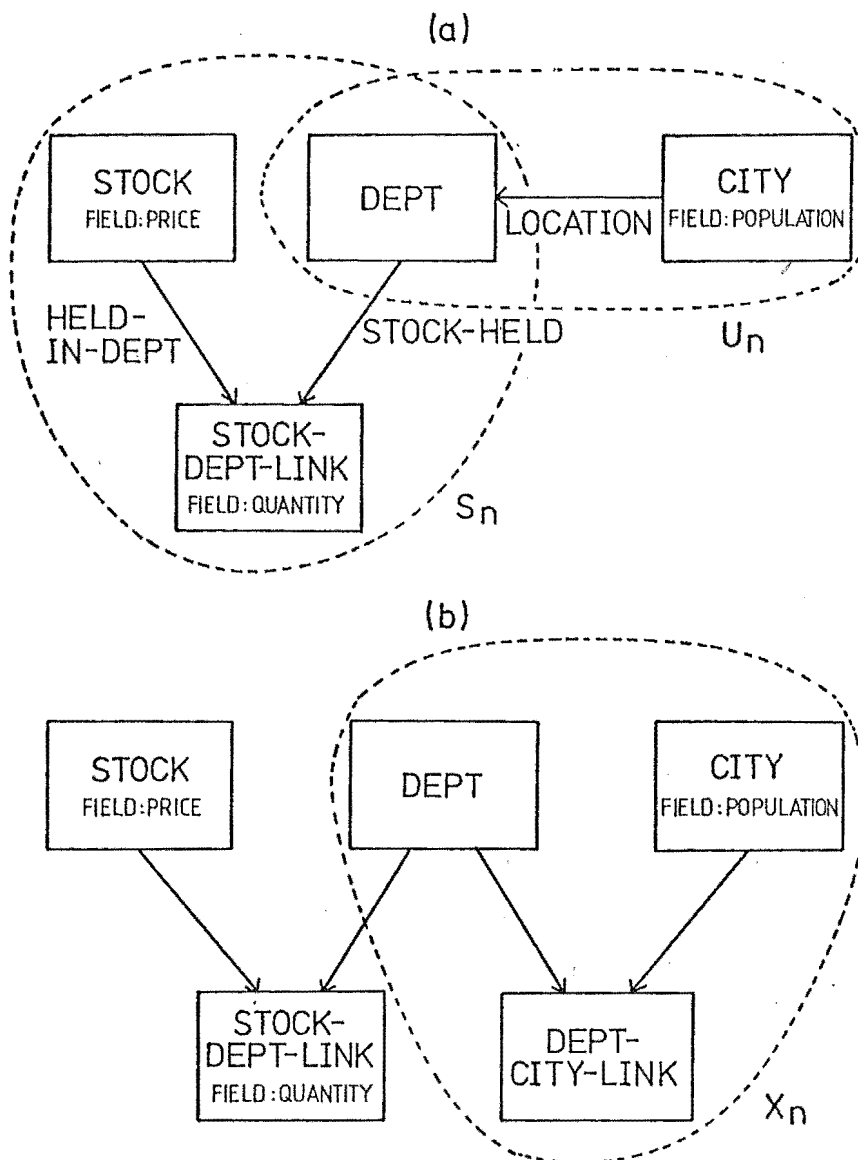 (a)
STOCK
FIELD:PRICE
DEPT
CITY
FIELD:POPULATION
LOCATION
HELD-
IN-DEPT
STOCK-HELD
Un
STOCK-
DEPT-LINK
FIELD:QUANTITY
Sn
(b)
STOCK
FIELD:PRICE
DEPT
CITY
FIELD:POPULATION
STOCK-
DEPT-LINK
FIELD:QUANTITY
DEPT-
CITY-LINK
Xn